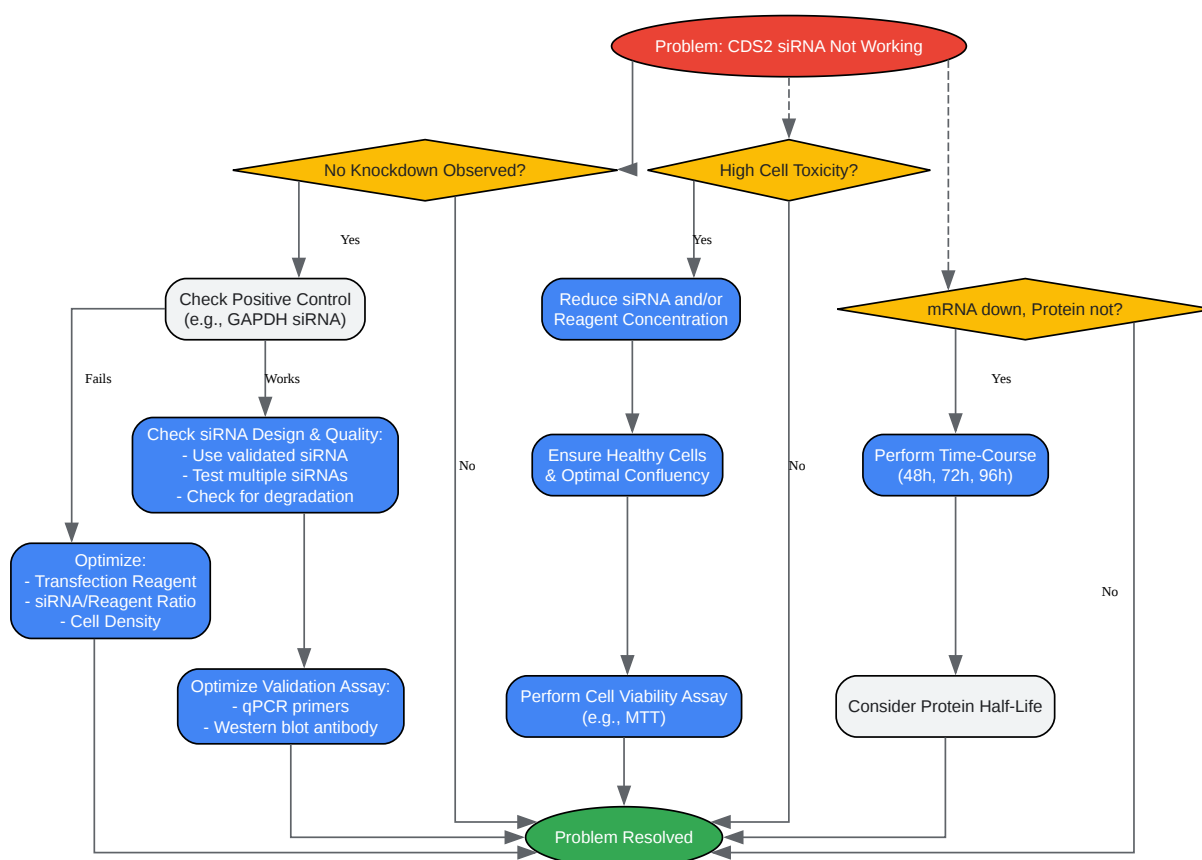 Problem: CDS2 siRNA Not Working
No Knockdown Observed?
High Cell Toxicity?
Yes
Yes
Check Positive Control
(e.g., GAPDH siRNA)
Reduce siRNA and/or
Reagent Concentration
mRNA down, Protein not?
Fails
Works
Yes
Check siRNA Design & Quality:
- Use validated siRNA
- Test multiple siRNAs
- Check for degradation
No
Ensure Healthy Cells
& Optimal Confluency
No
Perform Time-Course
(48h, 72h, 96h)
Optimize:
- Transfection Reagent
- siRNA/Reagent Ratio
- Cell Density
No
Optimize Validation Assay:
- qPCR primers
- Western blot antibody
Perform Cell Viability Assay
(e.g., MTT)
Consider Protein Half-Life
Problem Resolved